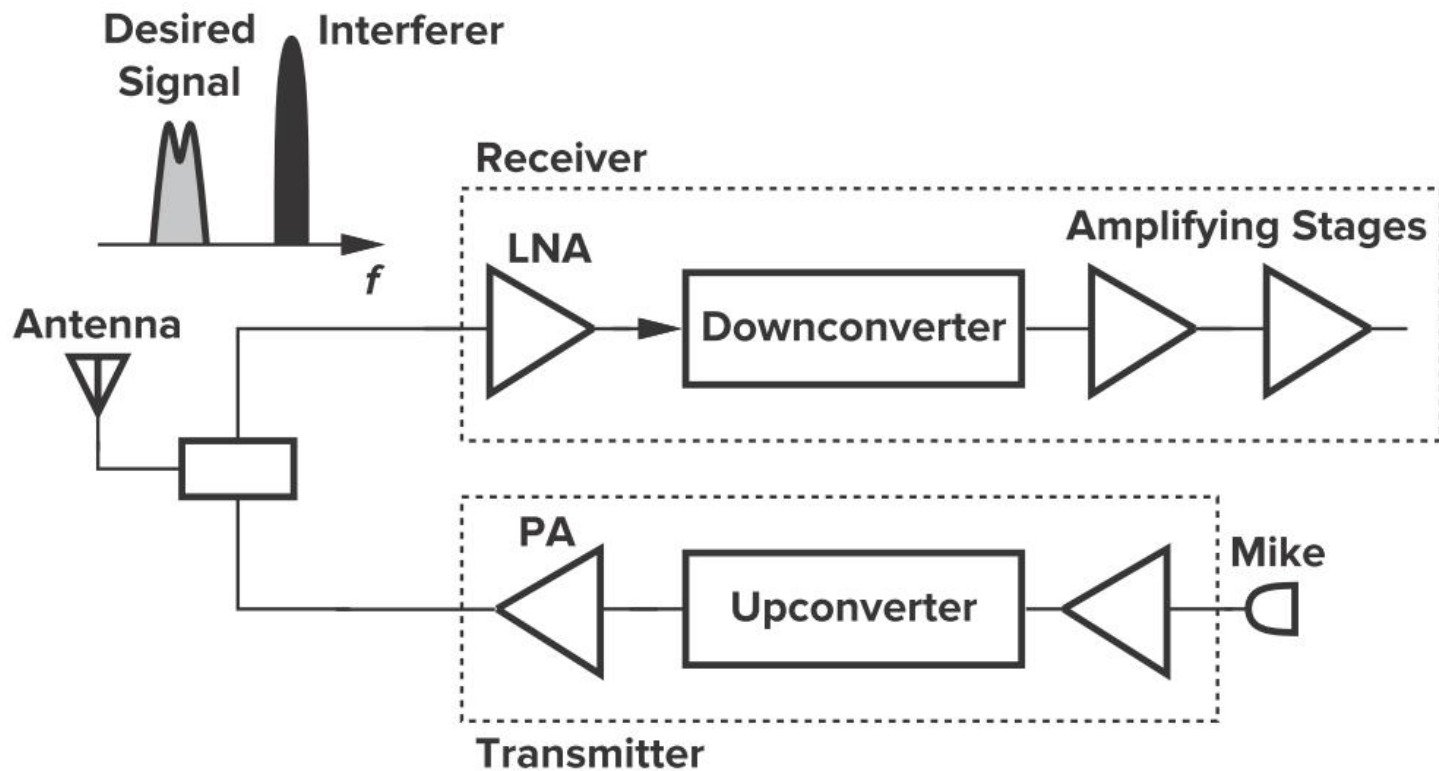 Desired
Signal
Interferer
f
Receiver
LNA
Downconverter
Amplifying Stages
Antenna
PA
Upconverter
Mike
Transmitter